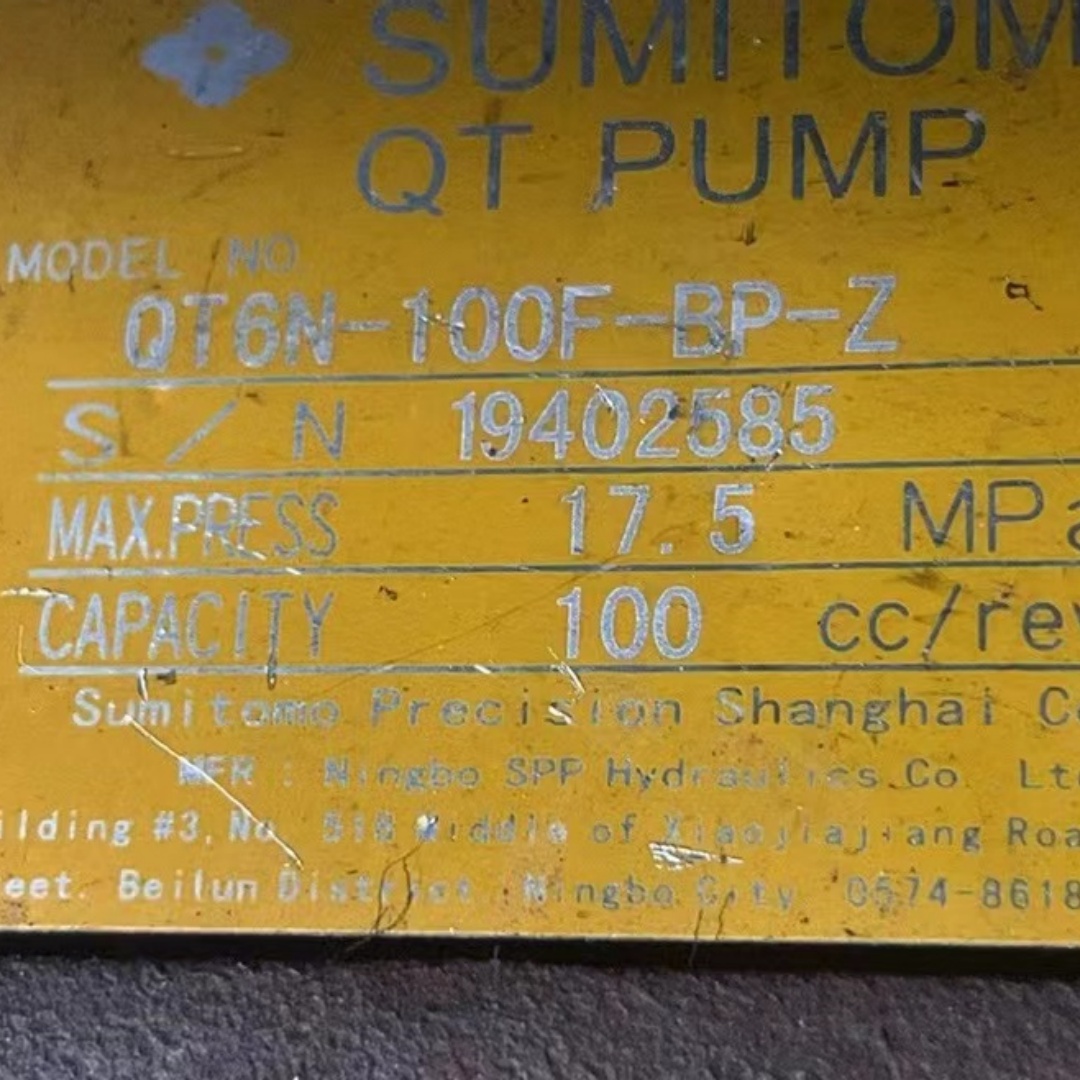 SUMITOM
QT PUMP
MODEL NO.
QT6N-100F-BP-Z
S/N 19402585
MAX.PRESS 17.5 MPa
CAPACITY 100 cc/rev
Sumitomo Precision Shanghai Co
MFR : Ningbo SPP Hydraulics Co. Ltd
ilding #3, No. 518 Middle of Xiaojiajiang Roa
eet. Beilun District Ningbo City 0574-8618